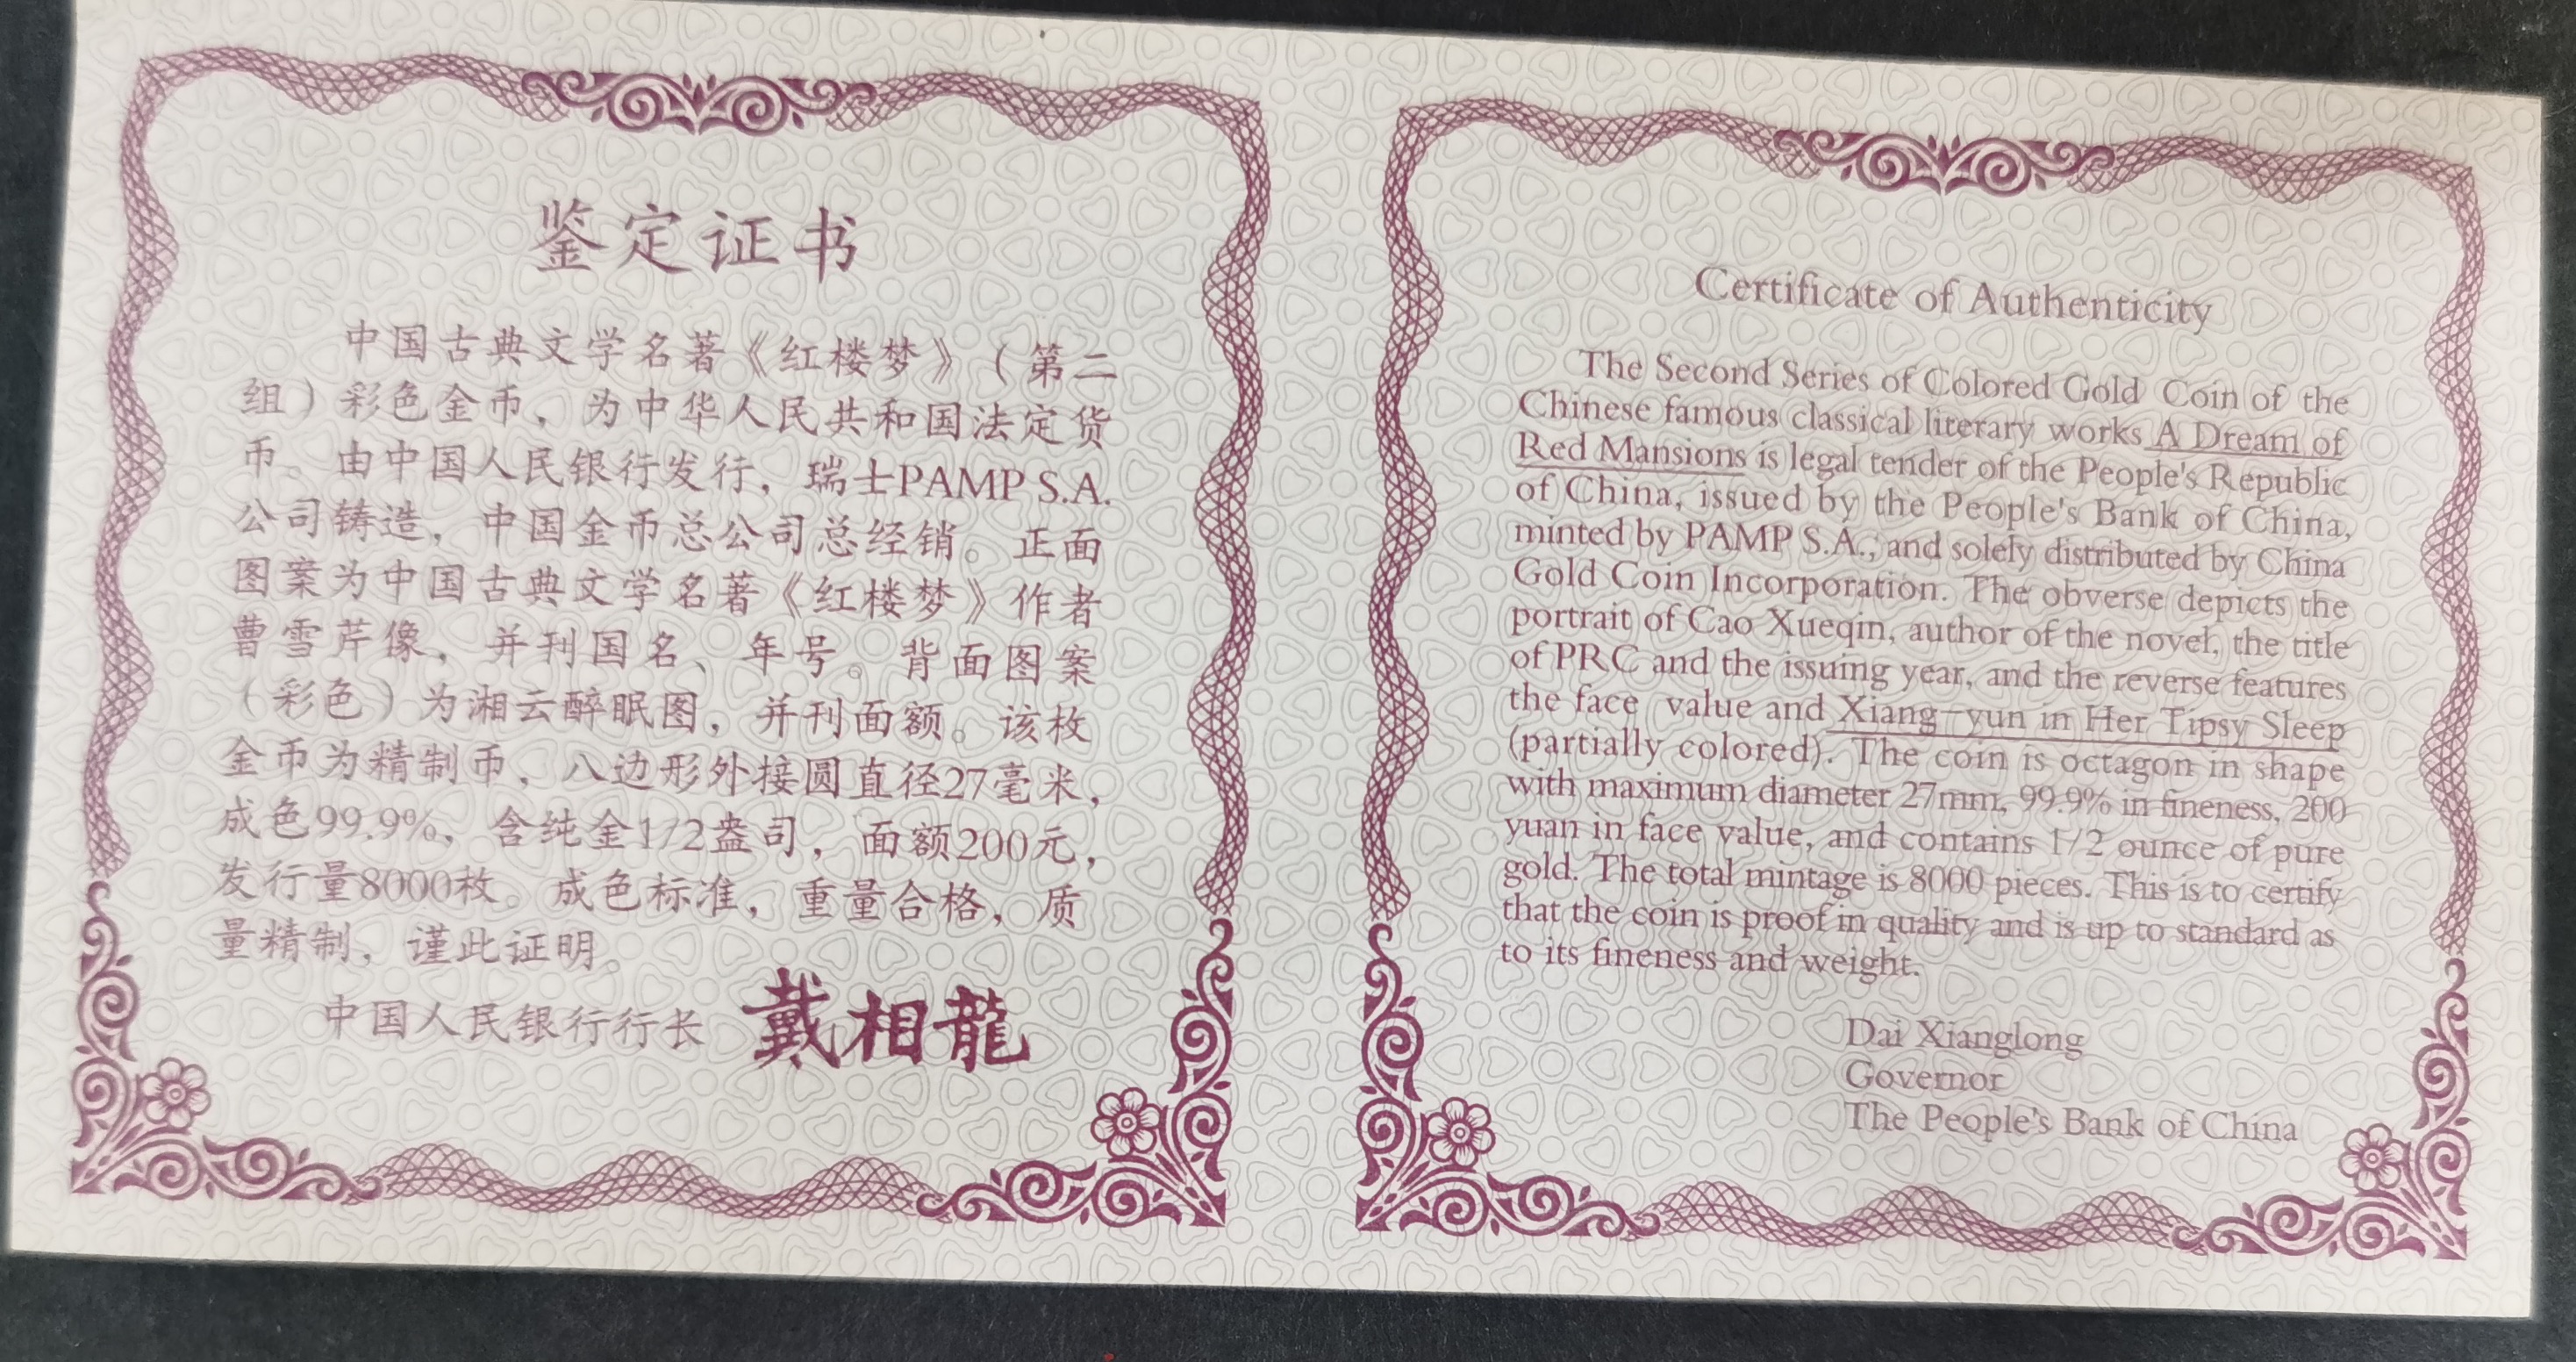 鉴定证书
中国古典文学名著《红楼梦》（第二
组）彩色金币，为中华人民共和国法定货
币。由中国人民银行发行，瑞士PAMP S.A.
公司铸造，中国金币总公司总经销。正面
图案为中国古典文学名著《红楼梦》作者
曹雪芹像，并刊国名、年号。背面图案
（彩色）为湘云醉眠图，并刊面额。该枚
金币为精制币，八边形外接圆直径27毫米，
成色99.9%，含纯金1/2盎司，面额200元，
发行量8000枚。成色标准，重量合格，质
量精制，谨此证明。
中国人民银行行长 戴相龍
Certificate of Authenticity
The Second Series of Colored Gold Coin of the
Chinese famous classical literary works A Dream of
Red Mansions is legal tender of the People's Republic
of China, issued by the People's Bank of China,
minted by PAMP S.A., and solely distributed by China
Gold Coin Incorporation. The obverse depicts the
portrait of Cao Xueqin, author of the novel, the title
of PRC and the issuing year, and the reverse features
the face value and Xiang-yun in Her Tipsy Sleep
(partially colored). The coin is octagon in shape
with maximum diameter 27mm, 99.9% in fineness, 200
yuan in face value, and contains 1/2 ounce of pure
gold. The total mintage is 8000 pieces. This is to certify
that the coin is proof in quality and is up to standard as
to its fineness and weight.
Dai Xianglong
Governor
The People's Bank of China